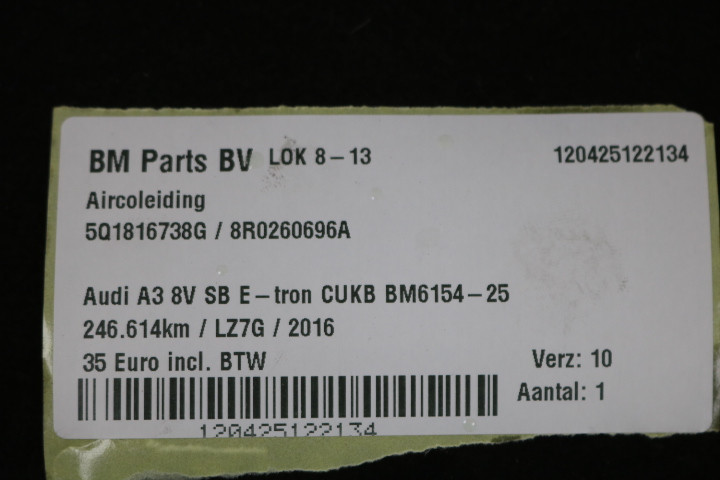 BM Parts BV LOK 8-13 120425122134
Aircoleiding
5Q1816738G / 8R0260696A
Audi A3 8V SB E-tron CUKB BM6154-25
246.614km / LZ7G / 2016
35 Euro incl. BTW Verz: 10
Aantal: 1
120425122134